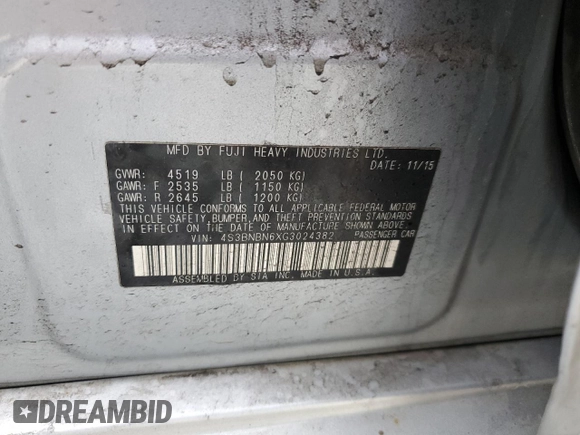 MFD BY FUJI HEAVY INDUSTRIES LTD.
DATE: 11/15
GVWR: 4519 LB ( 2050 KG)
GAWR: F 2535 LB ( 1150 KG)
GAWR: R 2645 LB ( 1200 KG)
THIS VEHICLE CONFORMS TO ALL APPLICABLE FEDERAL MOTOR
VEHICLE SAFETY, BUMPER, AND THEFT PREVENTION STANDARDS
IN EFFECT ON THE DATE OF MANUFACTURE SHOWN ABOVE.
VIN: 4S3BNBN6XG3024382 PASSENGER CAR
ASSEMBLED BY SIA INC. MADE IN U.S.A.
DREAMBID